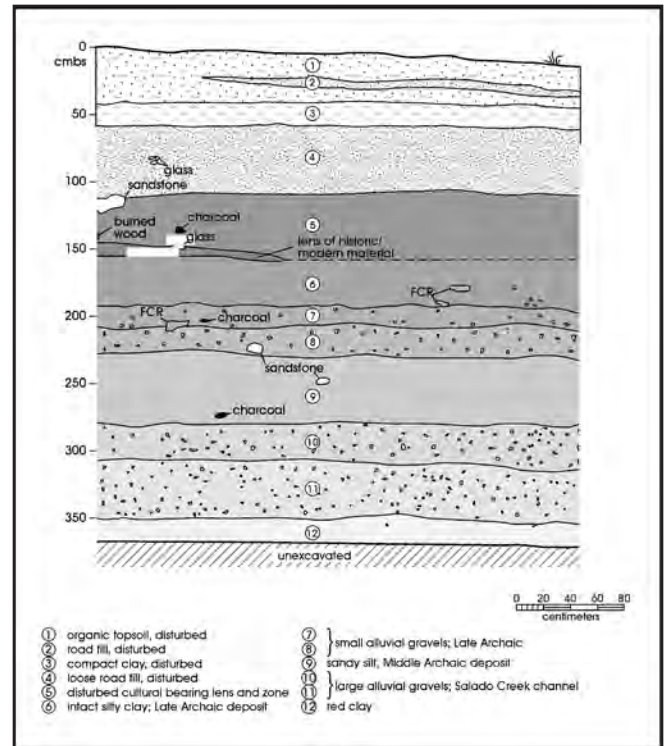 0
cmbs
1
2
3
50
4
glass
100
sandstone
burned
wood
charcoal
glass
5
lens of historic/
modern material
150
6
FCR
FCR
charcoal
7
200
8
sandstone
250
9
charcoal
10
300
11
350
12
unexcavated
0 20 40 60 80
centimeters
1 organic topsoil, disturbed
2 road fill, disturbed
3 compact clay, disturbed
4 loose road fill, disturbed
5 disturbed cultural bearing lens and zone
6 intact silty clay; Late Archaic deposit
7
8 } small alluvial gravels; Late Archaic
9 sandy silt, Middle Archaic deposit
10
11 } large alluvial gravels; Salado Creek channel
12 red clay